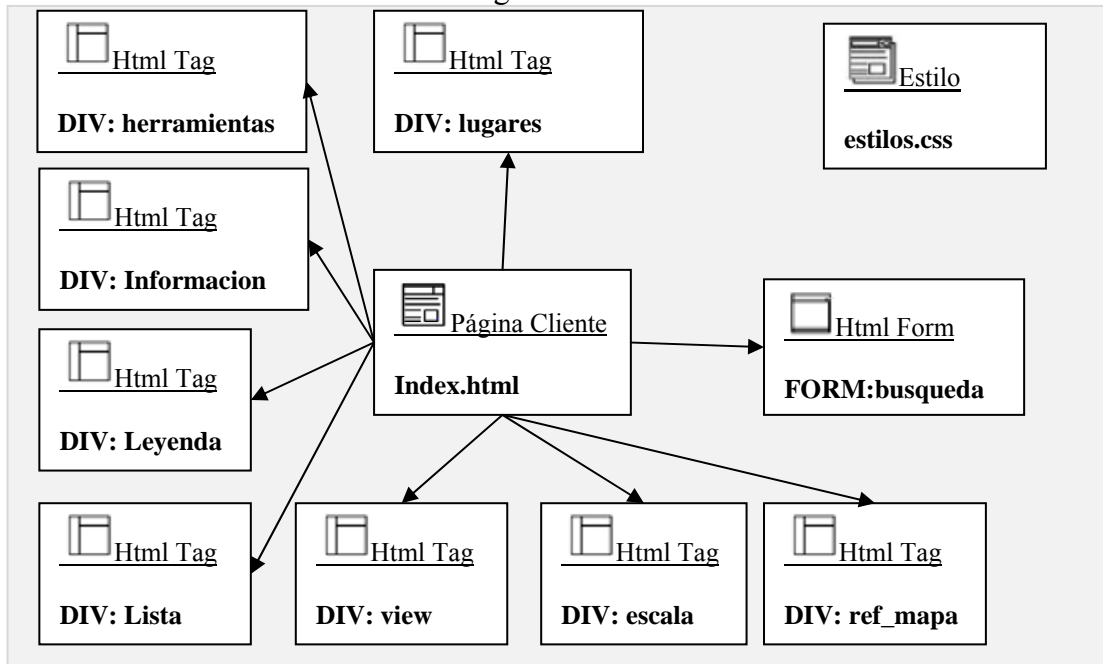 Html Tag
DIV: herramientas
Html Tag
DIV: lugares
Estilo
estilos.css
Html Tag
DIV: Informacion
Página Cliente
Index.html
Html Form
FORM:busqueda
Html Tag
DIV: Leyenda
Html Tag
DIV: Lista
Html Tag
DIV: view
Html Tag
DIV: escala
Html Tag
DIV: ref_mapa